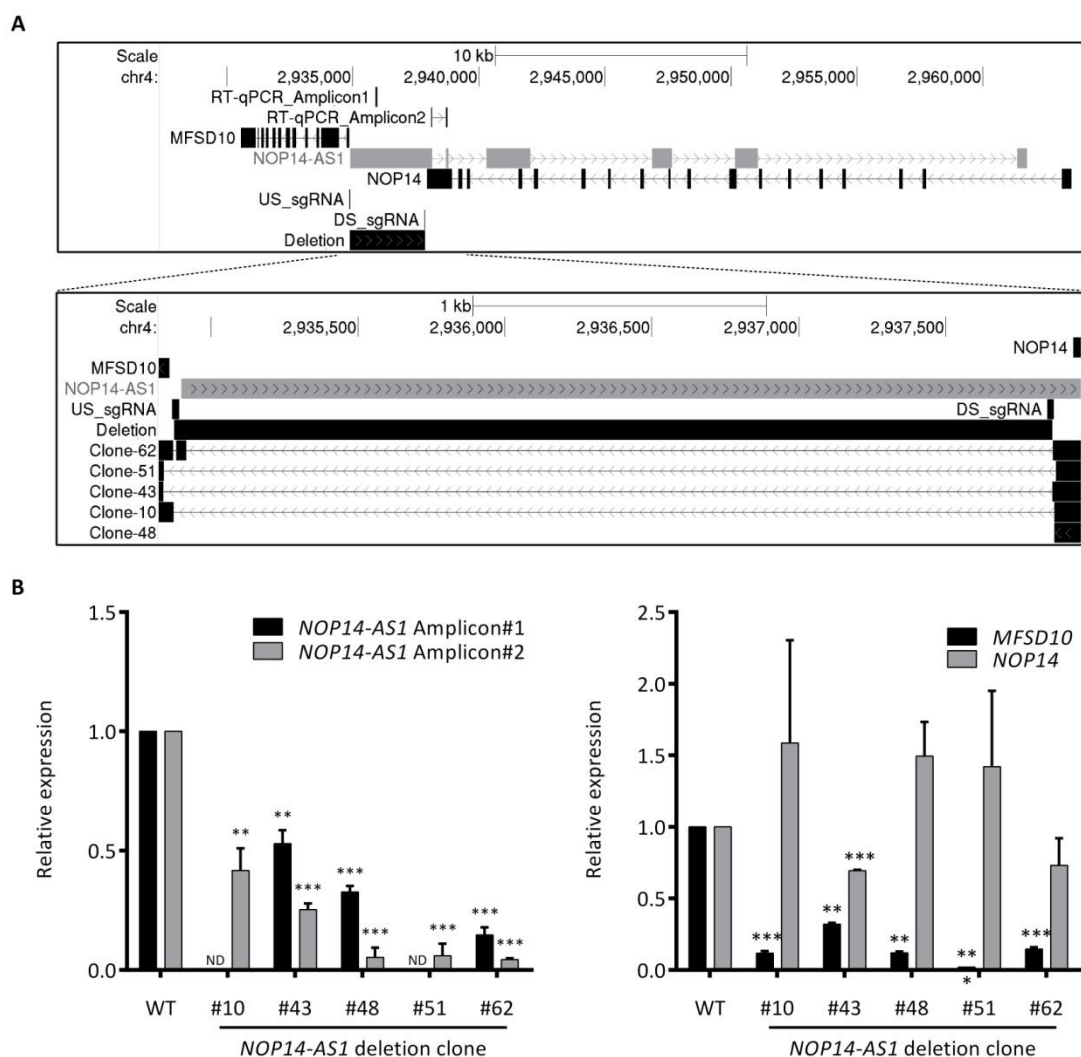 A
Scale 10 kb
chr4: 2,935,000 2,940,000 2,945,000 2,950,000 2,955,000 2,960,000
RT-qPCR_Amplicon1
RT-qPCR_Amplicon2
MFSD10
NOP14-AS1
NOP14
US_sgRNA
DS_sgRNA
Deletion
Scale 1 kb
chr4: 2,935,500 2,936,000 2,936,500 2,937,000 2,937,500
NOP14
MFSD10
NOP14-AS1
US_sgRNA DS_sgRNA
Deletion
Clone-62
Clone-51
Clone-43
Clone-10
Clone-48
B
Relative expression
1.5
1.0
0.5
0.0
NOP14-AS1 Amplicon#1
NOP14-AS1 Amplicon#2
ND ** ** *** *** *** ND *** *** ***
WT #10 #43 #48 #51 #62
NOP14-AS1 deletion clone
Relative expression
2.5
2.0
1.5
1.0
0.5
0.0
MFSD10
NOP14
*** ** *** ** ** * ***
WT #10 #43 #48 #51 #62
NOP14-AS1 deletion clone